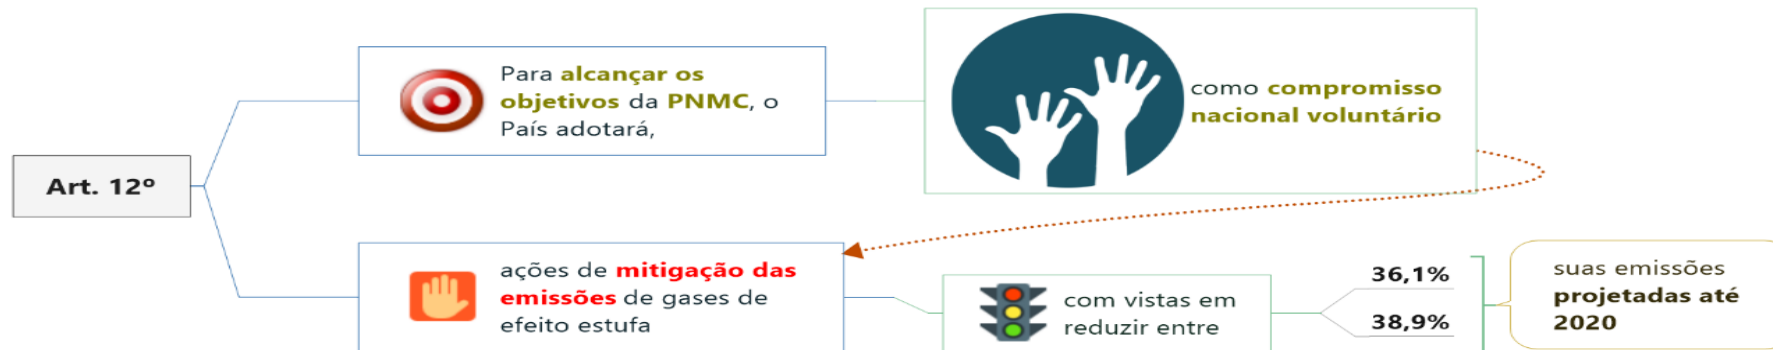 Art. 12º
Para alcançar os
objetivos da PNMC, o
País adotará,
como compromisso
nacional voluntário
ações de mitigação das
emissões de gases de
efeito estufa
com vistas em
reduzir entre
36,1%
38,9%
suas emissões
projetadas até
2020